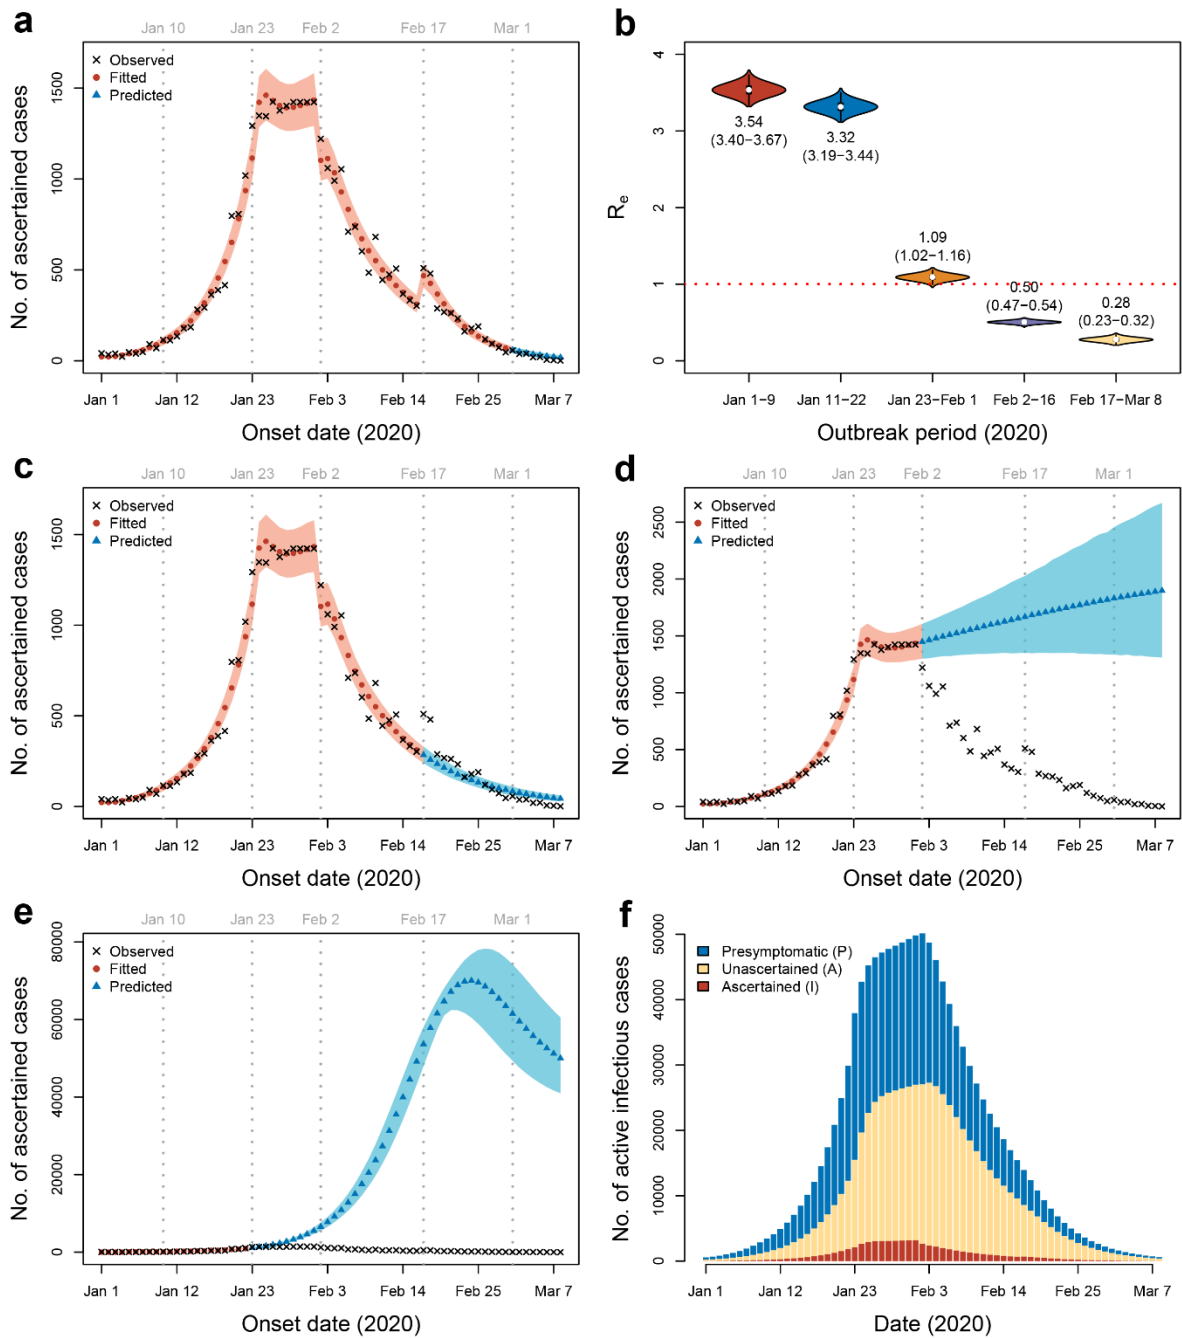 a
Jan 10 Jan 23 Feb 2 Feb 17 Mar 1
Observed
Fitted
Predicted
No. of ascertained cases
1500
1000
500
0
Jan 1 Jan 12 Jan 23 Feb 3 Feb 14 Feb 25 Mar 7
Onset date (2020)
b
Re
4
3
2
1
0
3.54
(3.40−3.67)
3.32
(3.19−3.44)
1.09
(1.02−1.16)
0.50
(0.47−0.54)
0.28
(0.23−0.32)
Jan 1−9 Jan 11−22 Jan 23−Feb 1 Feb 2−16 Feb 17−Mar 8
Outbreak period (2020)
c
Jan 10 Jan 23 Feb 2 Feb 17 Mar 1
Observed
Fitted
Predicted
No. of ascertained cases
1500
1000
500
0
Jan 1 Jan 12 Jan 23 Feb 3 Feb 14 Feb 25 Mar 7
Onset date (2020)
d
Jan 10 Jan 23 Feb 2 Feb 17 Mar 1
Observed
Fitted
Predicted
No. of ascertained cases
2500
2000
1500
1000
500
0
Jan 1 Jan 12 Jan 23 Feb 3 Feb 14 Feb 25 Mar 7
Onset date (2020)
e
Jan 10 Jan 23 Feb 2 Feb 17 Mar 1
Observed
Fitted
Predicted
No. of ascertained cases
80000
60000
40000
20000
0
Jan 1 Jan 12 Jan 23 Feb 3 Feb 14 Feb 25 Mar 7
Onset date (2020)
f
Presymptomatic (P)
Unascertained (A)
Ascertained (I)
No. of active infectious cases
50000
40000
30000
20000
10000
0
Jan 1 Jan 12 Jan 23 Feb 3 Feb 14 Feb 25 Mar 7
Date (2020)